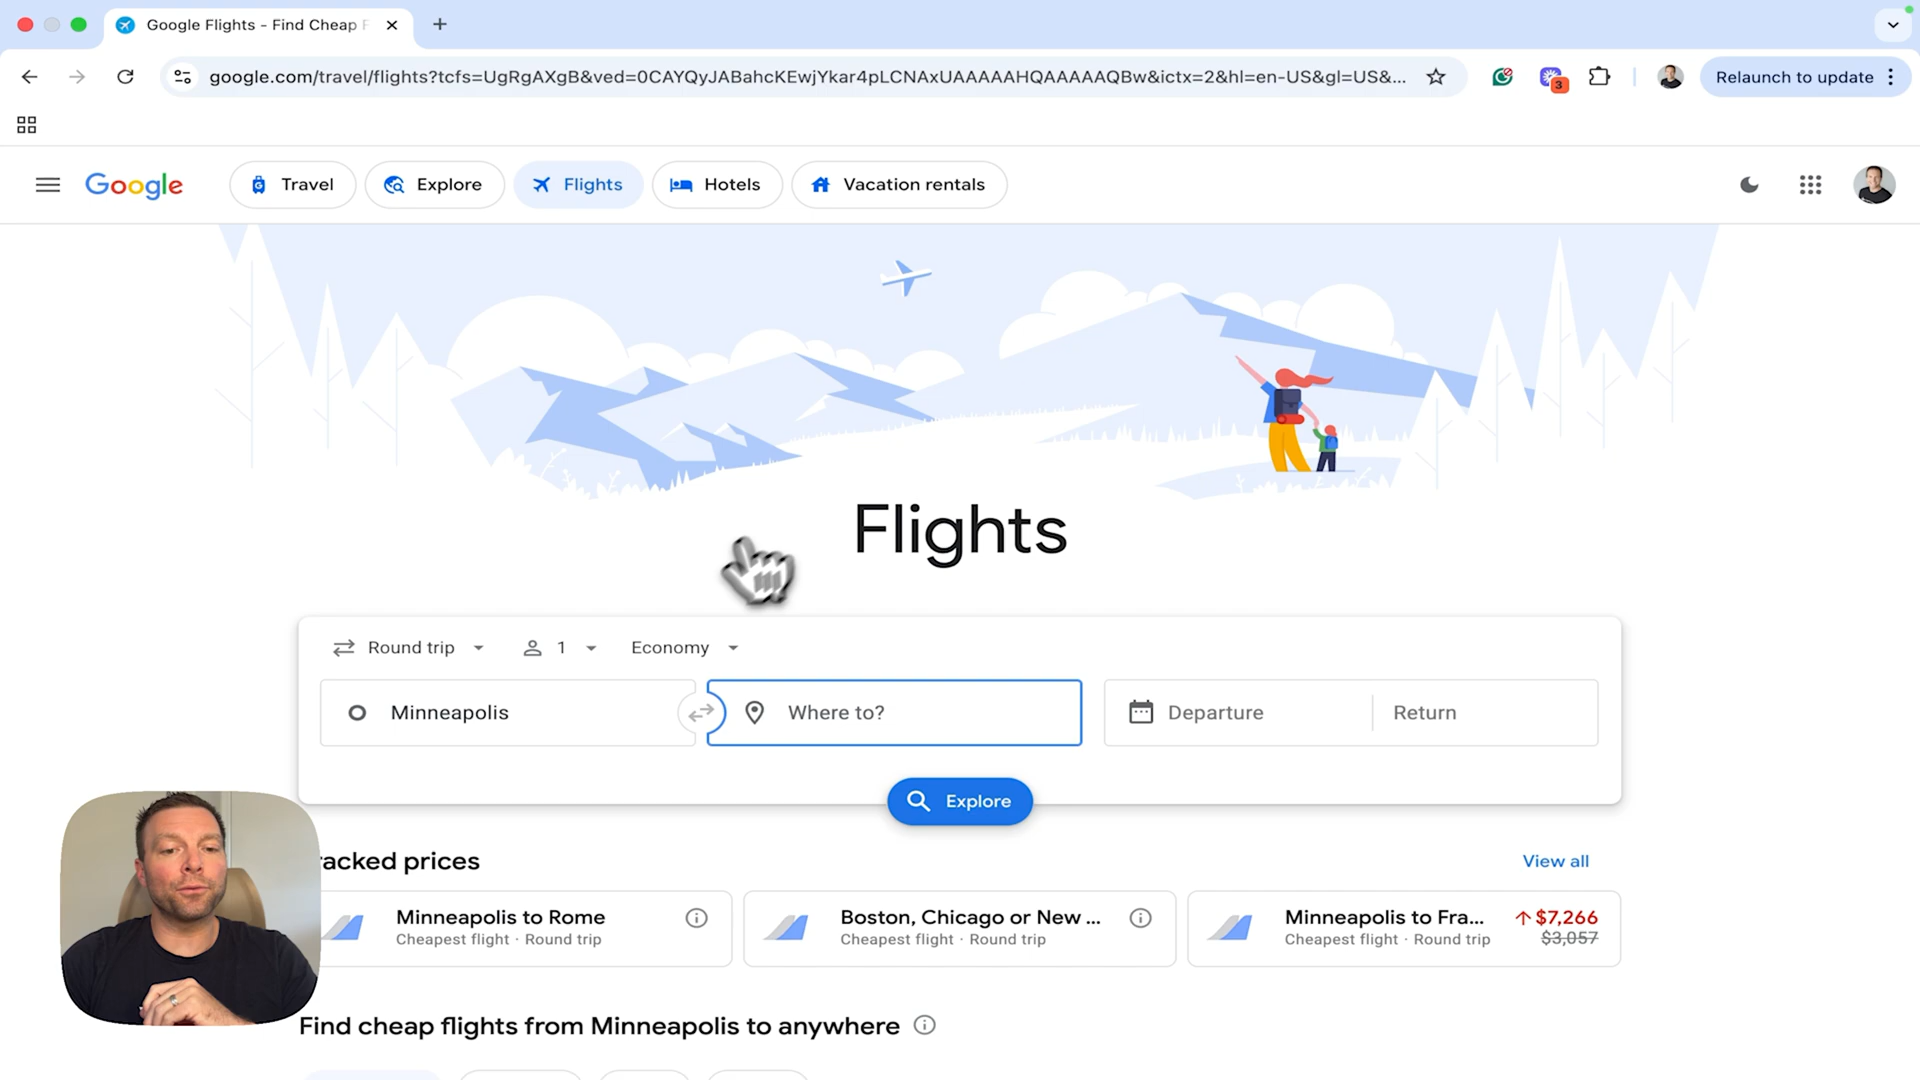 Google Flights - Find Cheap F
google.com/travel/flights?tcfs=UgRgAXgB&ved=0CAYQyJABahcKEwjYkar4pLCNAxUAAAAAHQAAAAAQBw&ictx=2&hl=en-US&gl=US&...
3
Relaunch to update
Google
Travel
Explore
Flights
Hotels
Vacation rentals
Flights
Round trip
1
Economy
Minneapolis
Where to?
Departure
Return
Explore
racked prices
View all
Minneapolis to Rome
Cheapest flight · Round trip
Boston, Chicago or New ...
Cheapest flight · Round trip
Minneapolis to Fra...
$7,266
Cheapest flight · Round trip
$3,057
Find cheap flights from Minneapolis to anywhere